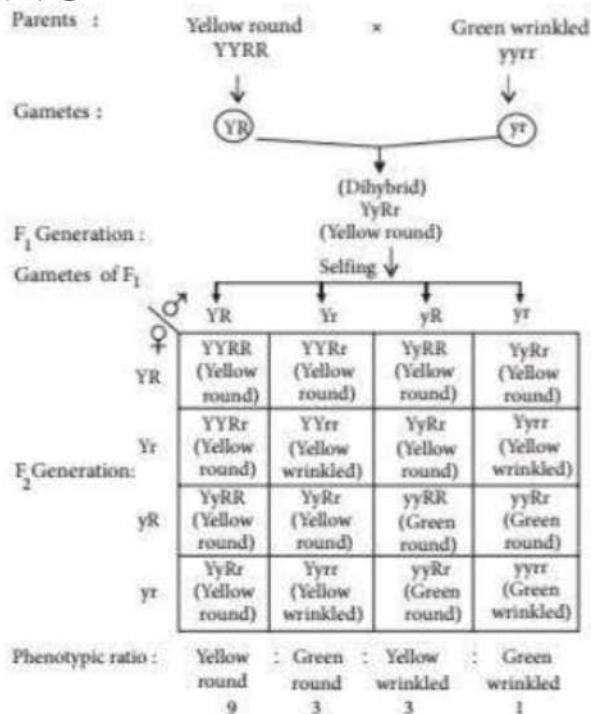 Parents : Yellow round × Green wrinkled
YYRR yyrr
Gametes : YR yr
(Dihybrid)
YyRr
F₁ Generation : (Yellow round)
Gametes of F₁ Selfing
♂ YR Yr yR yr
♀
YR YYRR YYRr YyRR YyRr
(Yellow (Yellow (Yellow (Yellow
round) round) round) round)
Yr YYRr YYrr YyRr Yyrr
(Yellow (Yellow (Yellow (Yellow
F₂ Generation: round) wrinkled) round) wrinkled)
yR YyRR YyRr yyRR yyRr
(Yellow (Yellow (Green (Green
round) round) round) round)
yr YyRr Yyrr yyRr yyrr
(Yellow (Yellow (Green (Green
round) wrinkled) round) wrinkled)
Phenotypic ratio : Yellow : Green : Yellow : Green
round round wrinkled wrinkled
9 3 3 1